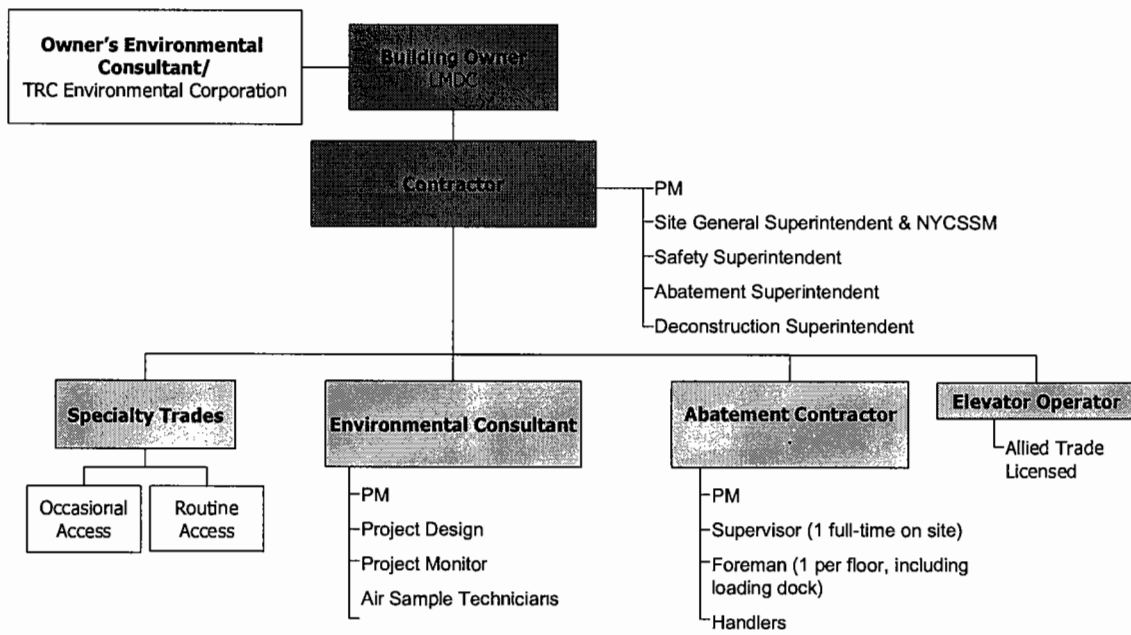 Owner's Environmental
Consultant/
TRC Environmental Corporation
Building Owner
LMDC
Contractor
PM
Site General Superintendent & NYCSSM
Safety Superintendent
Abatement Superintendent
Deconstruction Superintendent
Specialty Trades
Occasional
Access
Routine
Access
Environmental Consultant
PM
Project Design
Project Monitor
Air Sample Technicians
Abatement Contractor
PM
Supervisor (1 full-time on site)
Foreman (1 per floor, including
loading dock)
Handlers
Elevator Operator
Allied Trade
Licensed